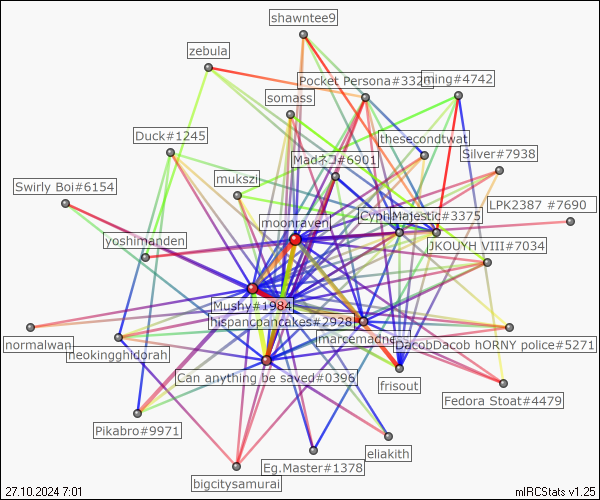 shawntee9
zebula
Pocket Persona#332
ming#4742
somass
Duck#1245
thesecondtwat
Silver#7938
Madネコ#6901
mukszi
Swirly Boi#6154
LPK2387 #7690
moonraven
Majestic#3375
yoshimanden
JKOUYH VIII#7034
Mushy#1984
hispancpancakes#2928
normalwan
neokingghidorah
DacobDacob hORNY police#5271
Can anything be saved#0396
frisout
Fedora Stoat#4479
Pikabro#9971
eliakith
Eg.Master#1378
bigcitysamurai
27.10.2024 7:01
mIRCStats v1.25